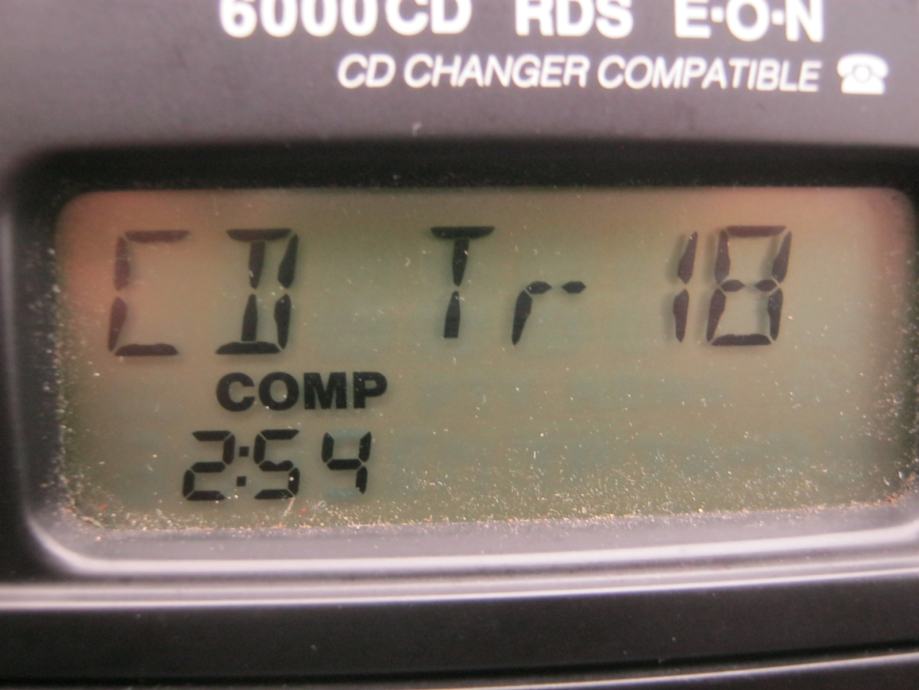 6000CD RDS E·O·N
CD CHANGER COMPATIBLE
CD Tr 18
COMP
2:54